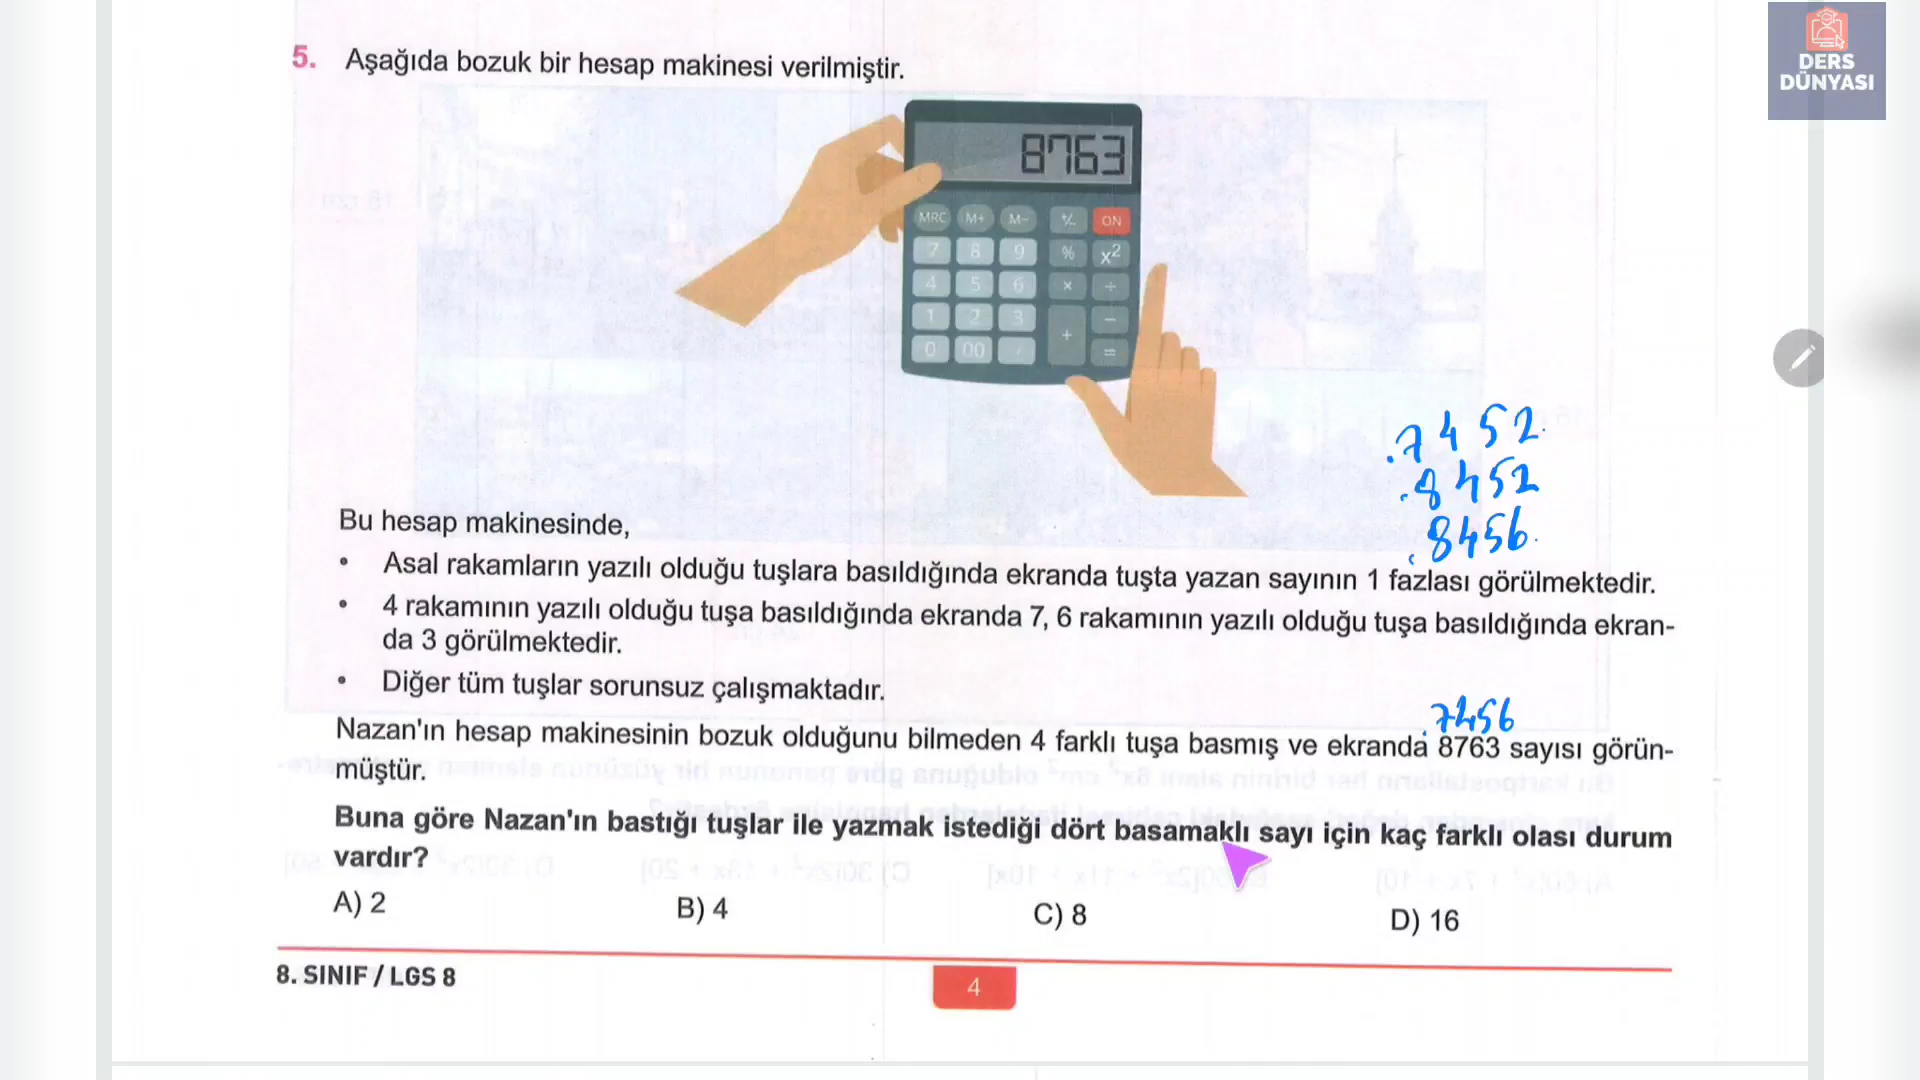 DERS
DÜNYASI
5. Aşağıda bozuk bir hesap makinesi verilmiştir.
8763
MRC M+ M− +/− ON
7 8 9 % x²
4 5 6 × ÷
1 2 3 + −
0 00 . =
.7452.
.8452
.8456.
Bu hesap makinesinde,
• Asal rakamların yazılı olduğu tuşlara basıldığında ekranda tuşta yazan sayının 1 fazlası görülmektedir.
• 4 rakamının yazılı olduğu tuşa basıldığında ekranda 7, 6 rakamının yazılı olduğu tuşa basıldığında ekran-
da 3 görülmektedir.
• Diğer tüm tuşlar sorunsuz çalışmaktadır.
.7456
Nazan'ın hesap makinesinin bozuk olduğunu bilmeden 4 farklı tuşa basmış ve ekranda 8763 sayısı görün-
müştür.
Buna göre Nazan'ın bastığı tuşlar ile yazmak istediği dört basamaklı sayı için kaç farklı olası durum
vardır?
A) 2 B) 4 C) 8 D) 16
8. SINIF / LGS 8
4